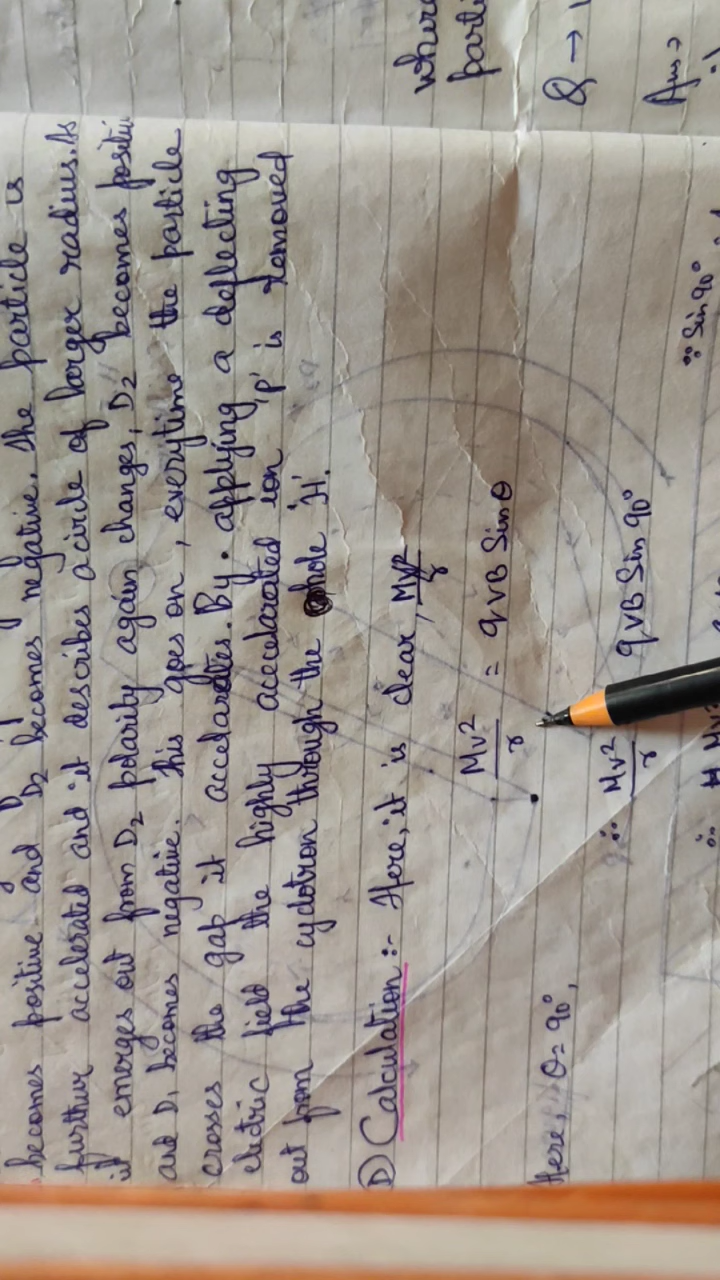 becomes positive and D2 becomes negative. The particle is
further accelerated and it describes a circle of larger radius. As
it emerges out from D2 polarity again changes, D2 becomes positiv
and D1 becomes negative. This goes on, everytime the particle
crosses the gap it By applying a deflecting
electric field the highly accelarated ion 'P' is removed
out from the cyclotron through the hole 'H'.
(D) Calculation :- Here, it is clear, Mv²/r
Mv²/r = qvB Sin θ
Here, θ = 90°,
∴ Mv²/r qvB Sin 90°
∵ Sin 90°
where
parti
Q →
Ans →